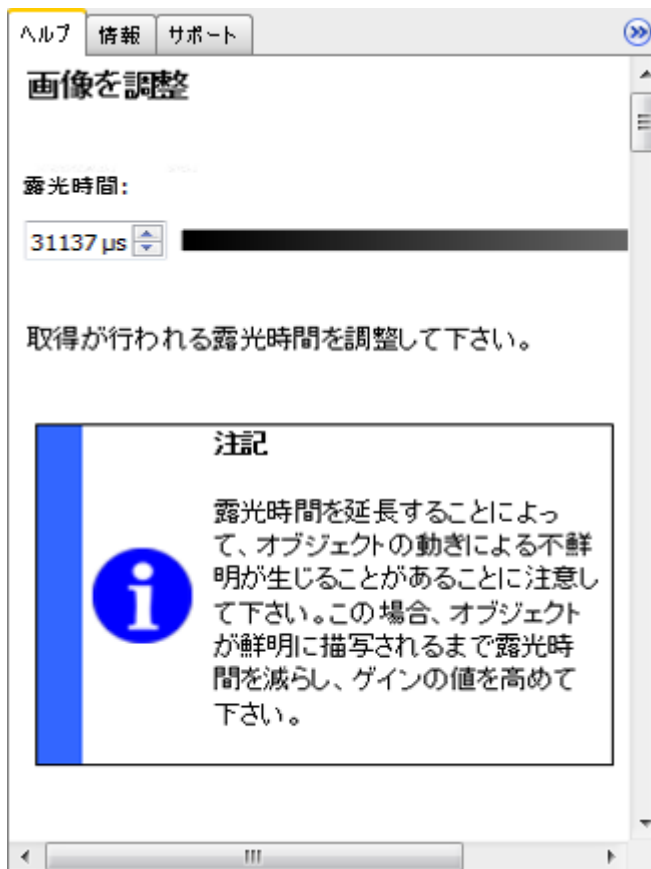 ヘルプ 情報 サポート
画像を調整
露光時間:
31137 µs
取得が行われる露光時間を調整して下さい。
注記
露光時間を延長することによっ
て、オブジェクトの動きによる不鮮
明が生じることがあることに注意し
て下さい。この場合、オブジェクト
が鮮明に描写されるまで露光時
間を減らし、ゲインの値を高めて
下さい。